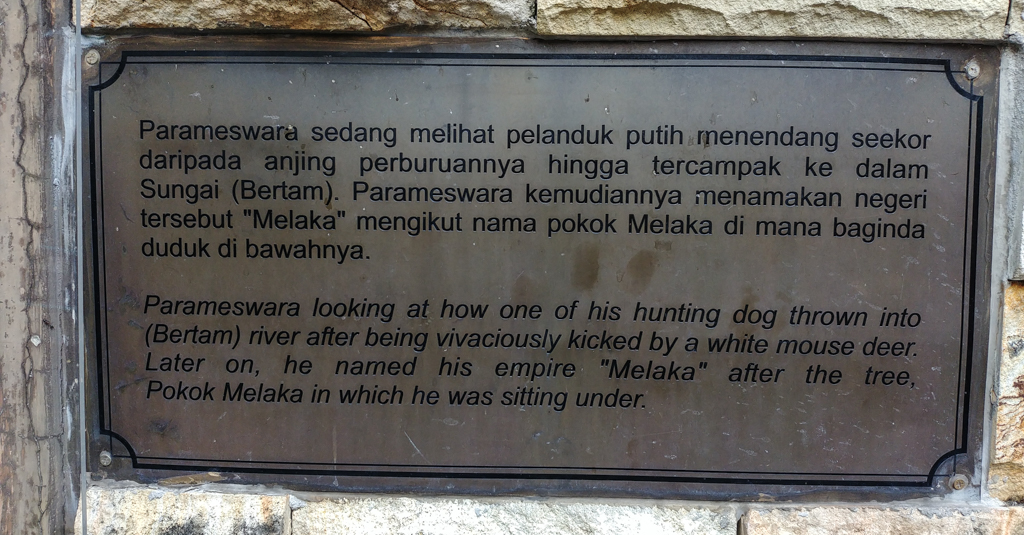 Parameswara sedang melihat pelanduk putih menendang seekor
daripada anjing perburuannya hingga tercampak ke dalam
Sungai (Bertam). Parameswara kemudiannya menamakan negeri
tersebut "Melaka" mengikut nama pokok Melaka di mana baginda
duduk di bawahnya.
Parameswara looking at how one of his hunting dog thrown into
(Bertam) river after being vivaciously kicked by a white mouse deer.
Later on, he named his empire "Melaka" after the tree,
Pokok Melaka in which he was sitting under.